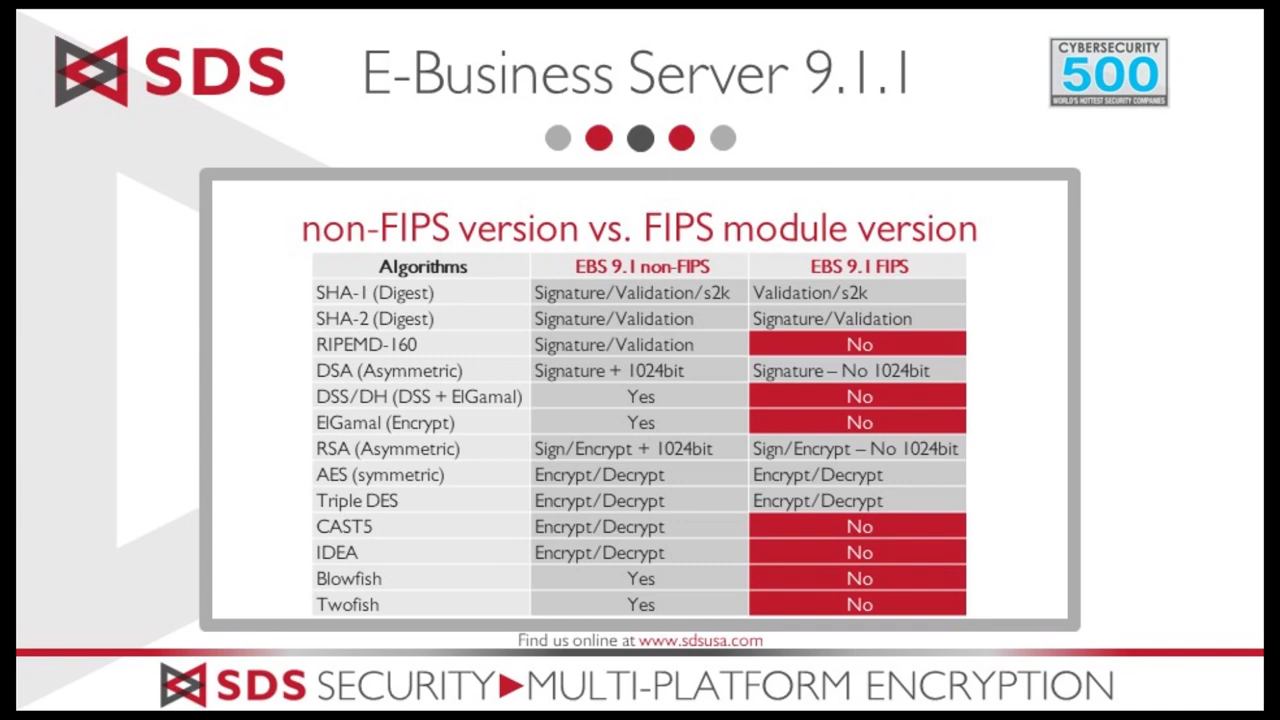 SDS
E-Business Server 9.1.1
CYBERSECURITY
500
WORLD'S HOTTEST SECURITY COMPANIES
non-FIPS version vs. FIPS module version
Algorithms EBS 9.1 non-FIPS EBS 9.1 FIPS
SHA-1 (Digest) Signature/Validation/s2k Validation/s2k
SHA-2 (Digest) Signature/Validation Signature/Validation
RIPEMD-160 Signature/Validation No
DSA (Asymmetric) Signature + 1024bit Signature – No 1024bit
DSS/DH (DSS + ElGamal) Yes No
ElGamal (Encrypt) Yes No
RSA (Asymmetric) Sign/Encrypt + 1024bit Sign/Encrypt – No 1024bit
AES (symmetric) Encrypt/Decrypt Encrypt/Decrypt
Triple DES Encrypt/Decrypt Encrypt/Decrypt
CAST5 Encrypt/Decrypt No
IDEA Encrypt/Decrypt No
Blowfish Yes No
Twofish Yes No
Find us online at www.sdsusa.com
SDS SECURITY▶MULTI-PLATFORM ENCRYPTION